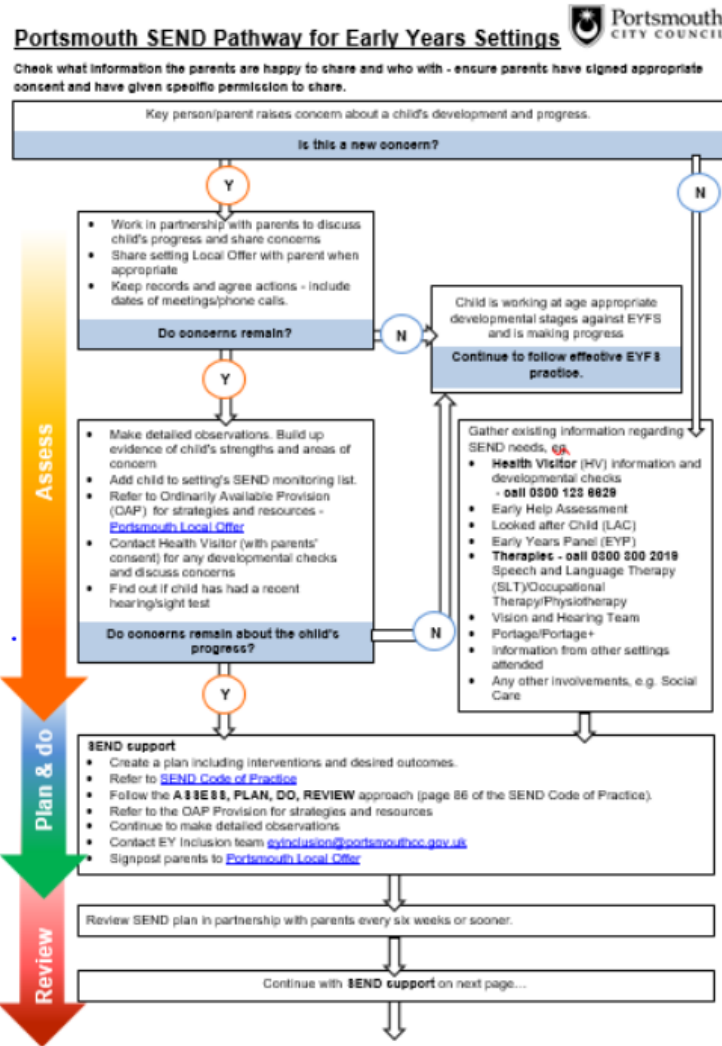 Portsmouth
CITY COUNCIL
Portsmouth SEND Pathway for Early Years Settings
Check what information the parents are happy to share and who with - ensure parents have signed appropriate
consent and have given specific permission to share.
Key person/parent raises concern about a child's development and progress.
Is this a new concern?
Y
N
• Work in partnership with parents to discuss
child's progress and share concerns
• Share setting Local Offer with parent when
appropriate
• Keep records and agree actions - include
dates of meetings/phone calls.
Do concerns remain?
N
Child is working at age appropriate
developmental stages against EYFS
and is making progress
Continue to follow effective EYFS
practice.
Y
Assess
• Make detailed observations. Build up
evidence of child's strengths and areas of
concern
• Add child to setting's SEND monitoring list.
• Refer to Ordinarily Available Provision
(OAP) for strategies and resources -
Portsmouth Local Offer
• Contact Health Visitor (with parents'
consent) for any developmental checks
and discuss concerns
• Find out if child has had a recent
hearing/sight test
Do concerns remain about the child's
progress?
N
Gather existing information regarding
SEND needs, eg
• Health Visitor (HV) information and
developmental checks
- call 0300 123 6629
• Early Help Assessment
• Looked after Child (LAC)
• Early Years Panel (EYP)
• Therapies - call 0300 300 2019
Speech and Language Therapy
(SLT)/Occupational
Therapy/Physiotherapy
• Vision and Hearing Team
• Portage/Portage+
• Information from other settings
attended
• Any other involvements, e.g. Social
Care
Y
Plan & do
SEND support
• Create a plan including interventions and desired outcomes.
• Refer to SEND Code of Practice
• Follow the ASSESS, PLAN, DO, REVIEW approach (page 86 of the SEND Code of Practice).
• Refer to the OAP Provision for strategies and resources
• Continue to make detailed observations
• Contact EY Inclusion team eyinclusion@portsmouthcc.gov.uk
• Signpost parents to Portsmouth Local Offer
Review
Review SEND plan in partnership with parents every six weeks or sooner.
Continue with SEND support on next page...